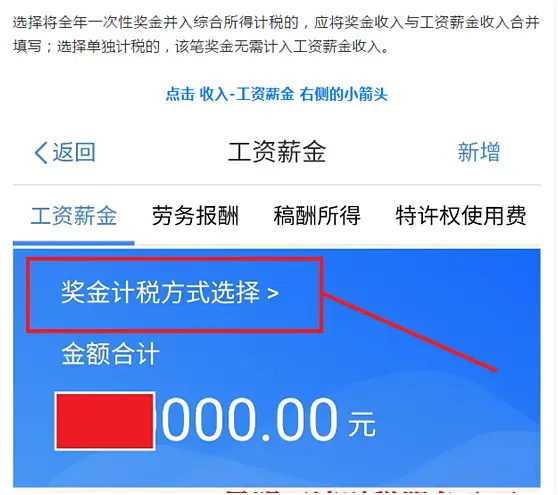 选择将全年一次性奖金并入综合所得计税的，应将奖金收入与工资薪金收入合并
填写；选择单独计税的，该笔奖金无需计入工资薪金收入。
点击 收入-工资薪金 右侧的小箭头
返回 工资薪金 新增
工资薪金 劳务报酬 稿酬所得 特许权使用费
奖金计税方式选择 >
金额合计
000.00 元